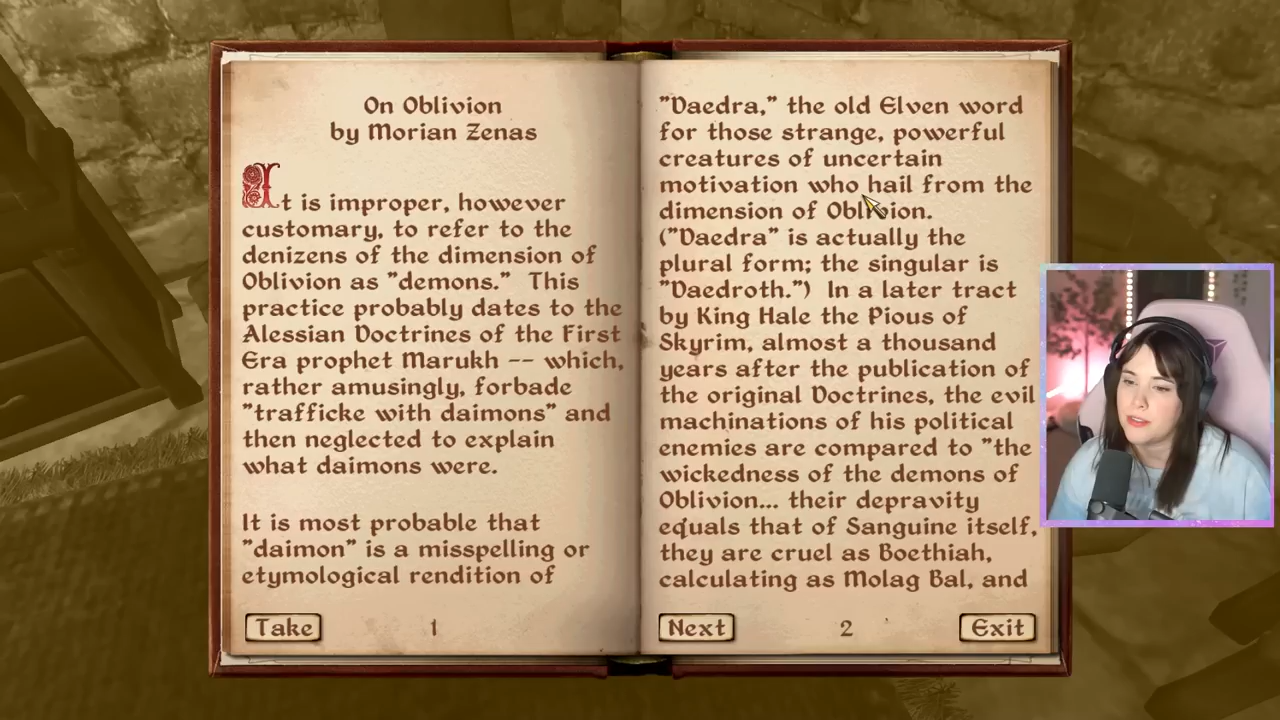 On Oblivion
by Morian Zenas
It is improper, however
customary, to refer to the
denizens of the dimension of
Oblivion as "demons." This
practice probably dates to the
Alessian Doctrines of the First
Era prophet Marukh -- which,
rather amusingly, forbade
"trafficke with daimons" and
then neglected to explain
what daimons were.
It is most probable that
"daimon" is a misspelling or
etymological rendition of
Take
1
"Daedra," the old Elven word
for those strange, powerful
creatures of uncertain
motivation who hail from the
dimension of Oblivion.
("Daedra" is actually the
plural form; the singular is
"Daedroth.") In a later tract
by King Hale the Pious of
Skyrim, almost a thousand
years after the publication of
the original Doctrines, the evil
machinations of his political
enemies are compared to "the
wickedness of the demons of
Oblivion... their depravity
equals that of Sanguine itself,
they are cruel as Boethiah,
calculating as Molag Bal, and
Next
2
Exit